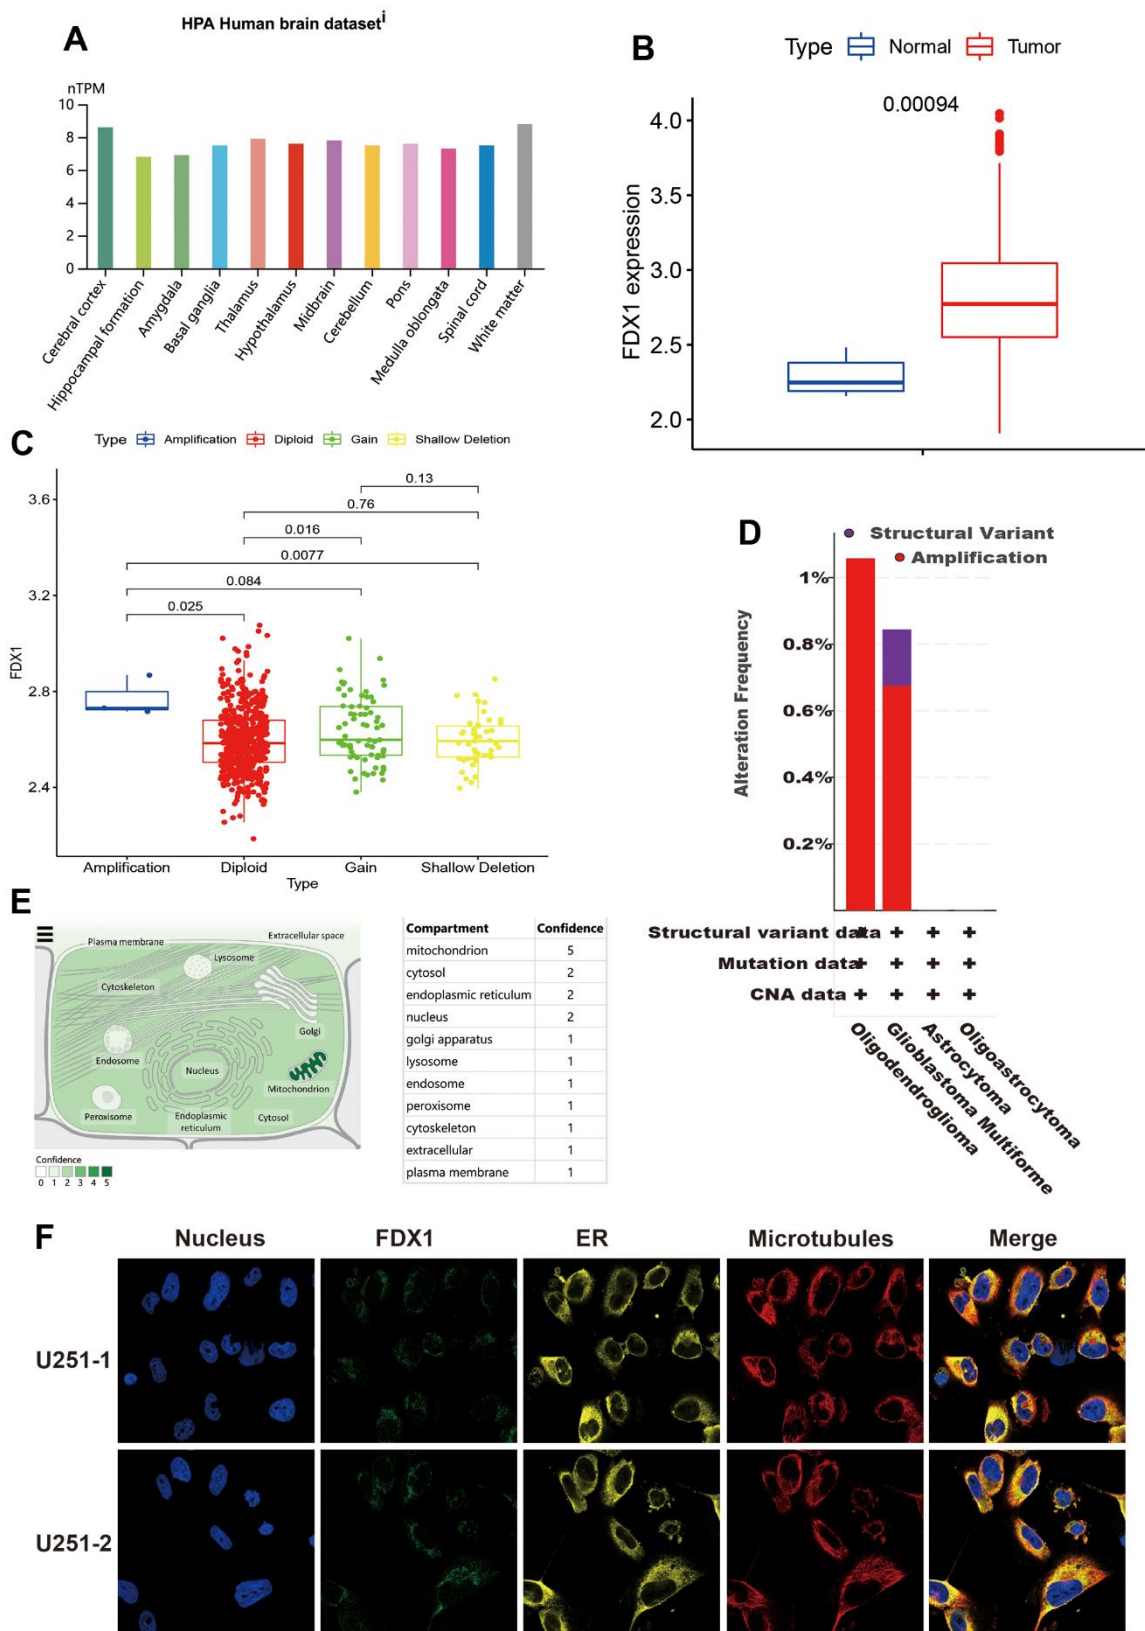 HPA Human brain datasetⁱ
A
nTPM
10
8
6
4
2
0
Cerebral cortex
Hippocampal formation
Amygdala
Basal ganglia
Thalamus
Hypothalamus
Midbrain
Cerebellum
Pons
Medulla oblongata
Spinal cord
White matter
B
Type Normal Tumor
0.00094
FDX1 expression
4.0
3.5
3.0
2.5
2.0
C
Type Amplification Diploid Gain Shallow Deletion
0.13
0.76
0.016
0.0077
0.084
0.025
FDX1
3.6
3.2
2.8
2.4
Amplification Diploid Gain Shallow Deletion
Type
D
Structural Variant
Amplification
Alteration Frequency
1%
0.8%
0.6%
0.4%
0.2%
Structural variant data + + + +
Mutation data + + + +
CNA data + + + +
Oligodendroglioma
Glioblastoma Multiforme
Astrocytoma
Oligoastrocytoma
E
Plasma membrane
Extracellular space
Lysosome
Cytoskeleton
Golgi
Endosome
Nucleus
Mitochondrion
Peroxisome
Endoplasmic reticulum
Cytosol
Confidence
0 1 2 3 4 5
Compartment Confidence
mitochondrion 5
cytosol 2
endoplasmic reticulum 2
nucleus 2
golgi apparatus 1
lysosome 1
endosome 1
peroxisome 1
cytoskeleton 1
extracellular 1
plasma membrane 1
F
Nucleus FDX1 ER Microtubules Merge
U251-1
U251-2